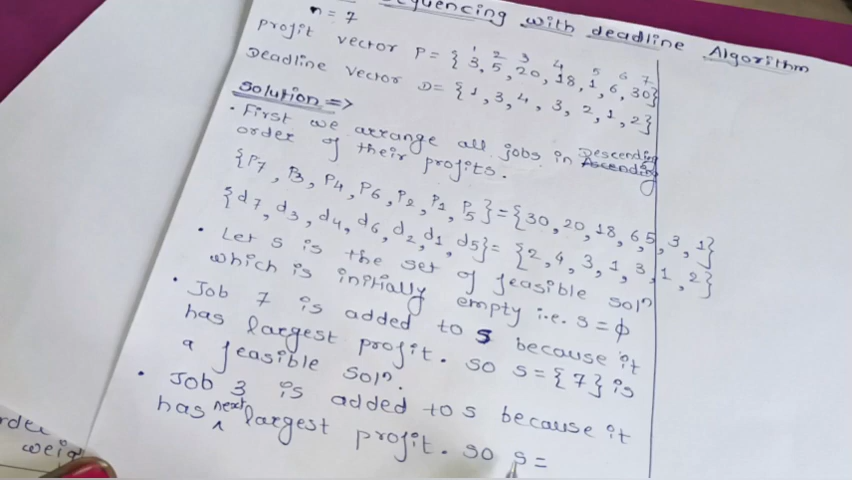 Sequencing with deadline Algorithm
n = 7
1 2 3 4 5 6 7
profit vector P = {3, 5, 20, 18, 1, 6, 30}
Deadline vector D = {1, 3, 4, 3, 2, 1, 2}
Solution =>
• First we arrange all jobs in Descending
order of their profits.
{P7, P3, P4, P6, P2, P1, P5} = {30, 20, 18, 6, 5, 3, 1}
{d7, d3, d4, d6, d2, d1, d5} = {2, 4, 3, 1, 3, 1, 2}
• Let s is the set of feasible soln
which is initially empty i.e. s = ϕ
• Job 7 is added to s because it
has largest profit. so s = {7} is
a feasible soln.
• Job 3 is added to s because it
has next largest profit. so s =